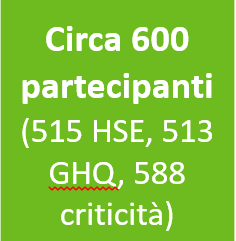 Circa 600
partecipanti
(515 HSE, 513
GHQ, 588
criticità)